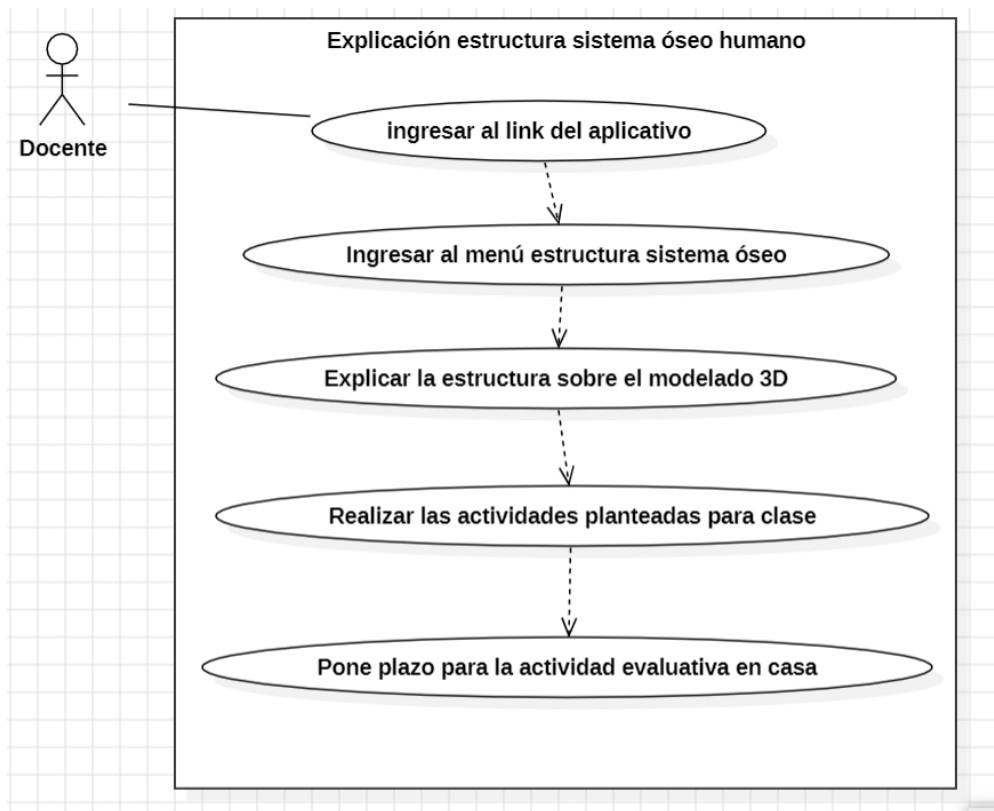 Explicación estructura sistema óseo humano
Docente
ingresar al link del aplicativo
Ingresar al menú estructura sistema óseo
Explicar la estructura sobre el modelado 3D
Realizar las actividades planteadas para clase
Pone plazo para la actividad evaluativa en casa